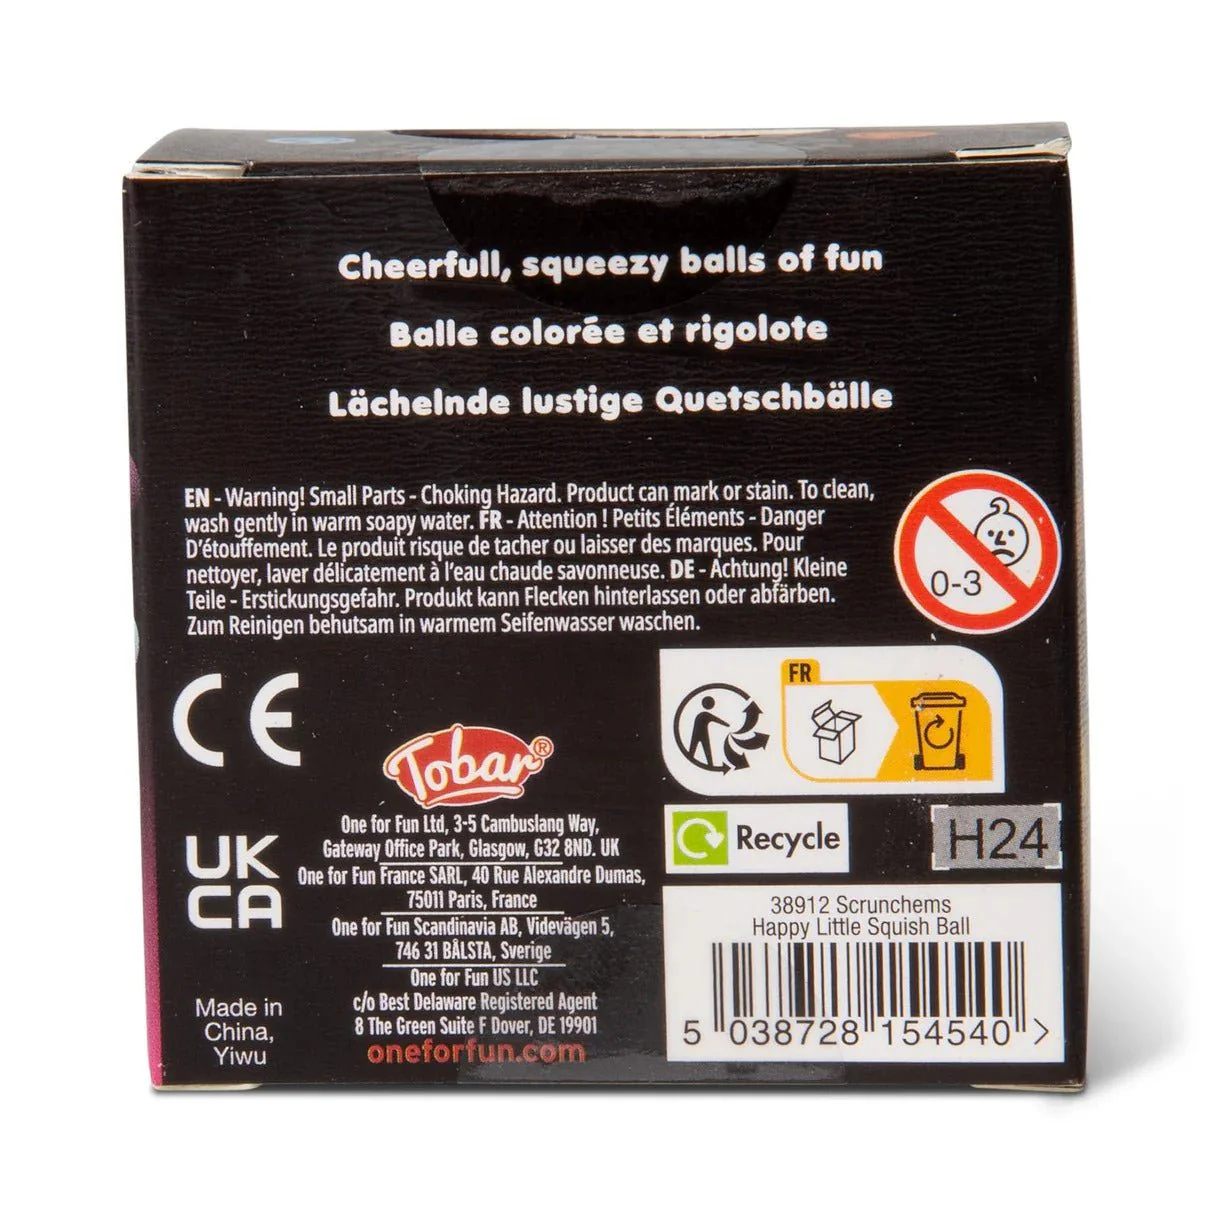 Cheerfull, squeezy balls of fun
Balle colorée et rigolote
Lächelnde lustige Quetschbälle
EN - Warning! Small Parts - Choking Hazard. Product can mark or stain. To clean,
wash gently in warm soapy water. FR - Attention ! Petits Éléments - Danger
D'étouffement. Le produit risque de tacher ou laisser des marques. Pour
nettoyer, laver délicatement à l'eau chaude savonneuse. DE - Achtung! Kleine
Teile - Erstickungsgefahr. Produkt kann Flecken hinterlassen oder abfärben.
Zum Reinigen behutsam in warmem Seifenwasser waschen.
0-3
CE
FR
Tobar®
One for Fun Ltd, 3-5 Cambuslang Way,
Gateway Office Park, Glasgow, G32 8ND. UK
One for Fun France SARL, 40 Rue Alexandre Dumas,
75011 Paris, France
One for Fun Scandinavia AB, Videvägen 5,
746 31 BÅLSTA, Sverige
One for Fun US LLC
c/o Best Delaware Registered Agent
8 The Green Suite F Dover, DE 19901
oneforfun.com
UK
CA
Made in
China,
Yiwu
Recycle
H24
38912 Scrunchems
Happy Little Squish Ball
5 038728 154540 >